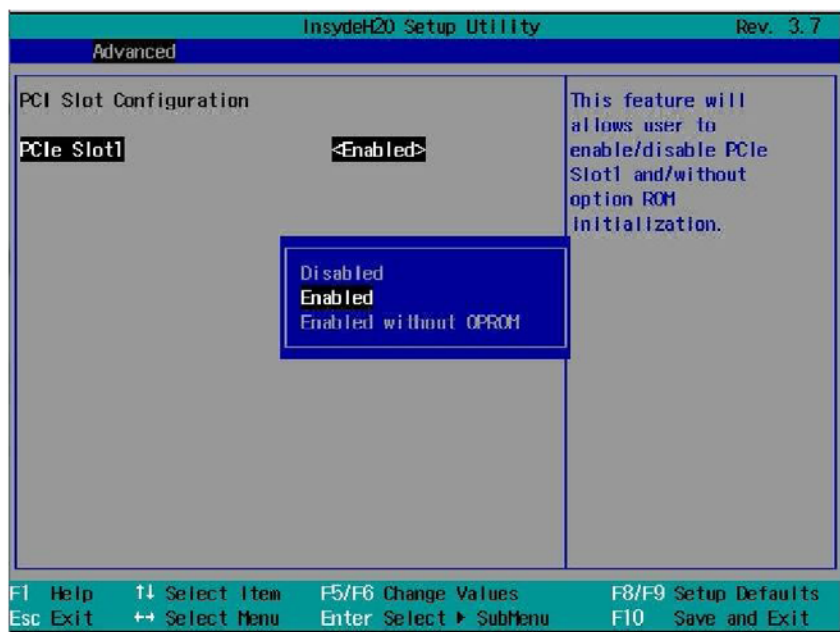 InsydeH2O Setup Utility Rev. 3.7
Advanced
PCI Slot Configuration
PCIe Slot1 <Enabled>
This feature will
allows user to
enable/disable PCIe
Slot1 and/without
option ROM
initialization.
Disabled
Enabled
Enabled without OPROM
F1 Help ↑↓ Select Item F5/F6 Change Values F8/F9 Setup Defaults
Esc Exit ↔ Select Menu Enter Select ▶ SubMenu F10 Save and Exit